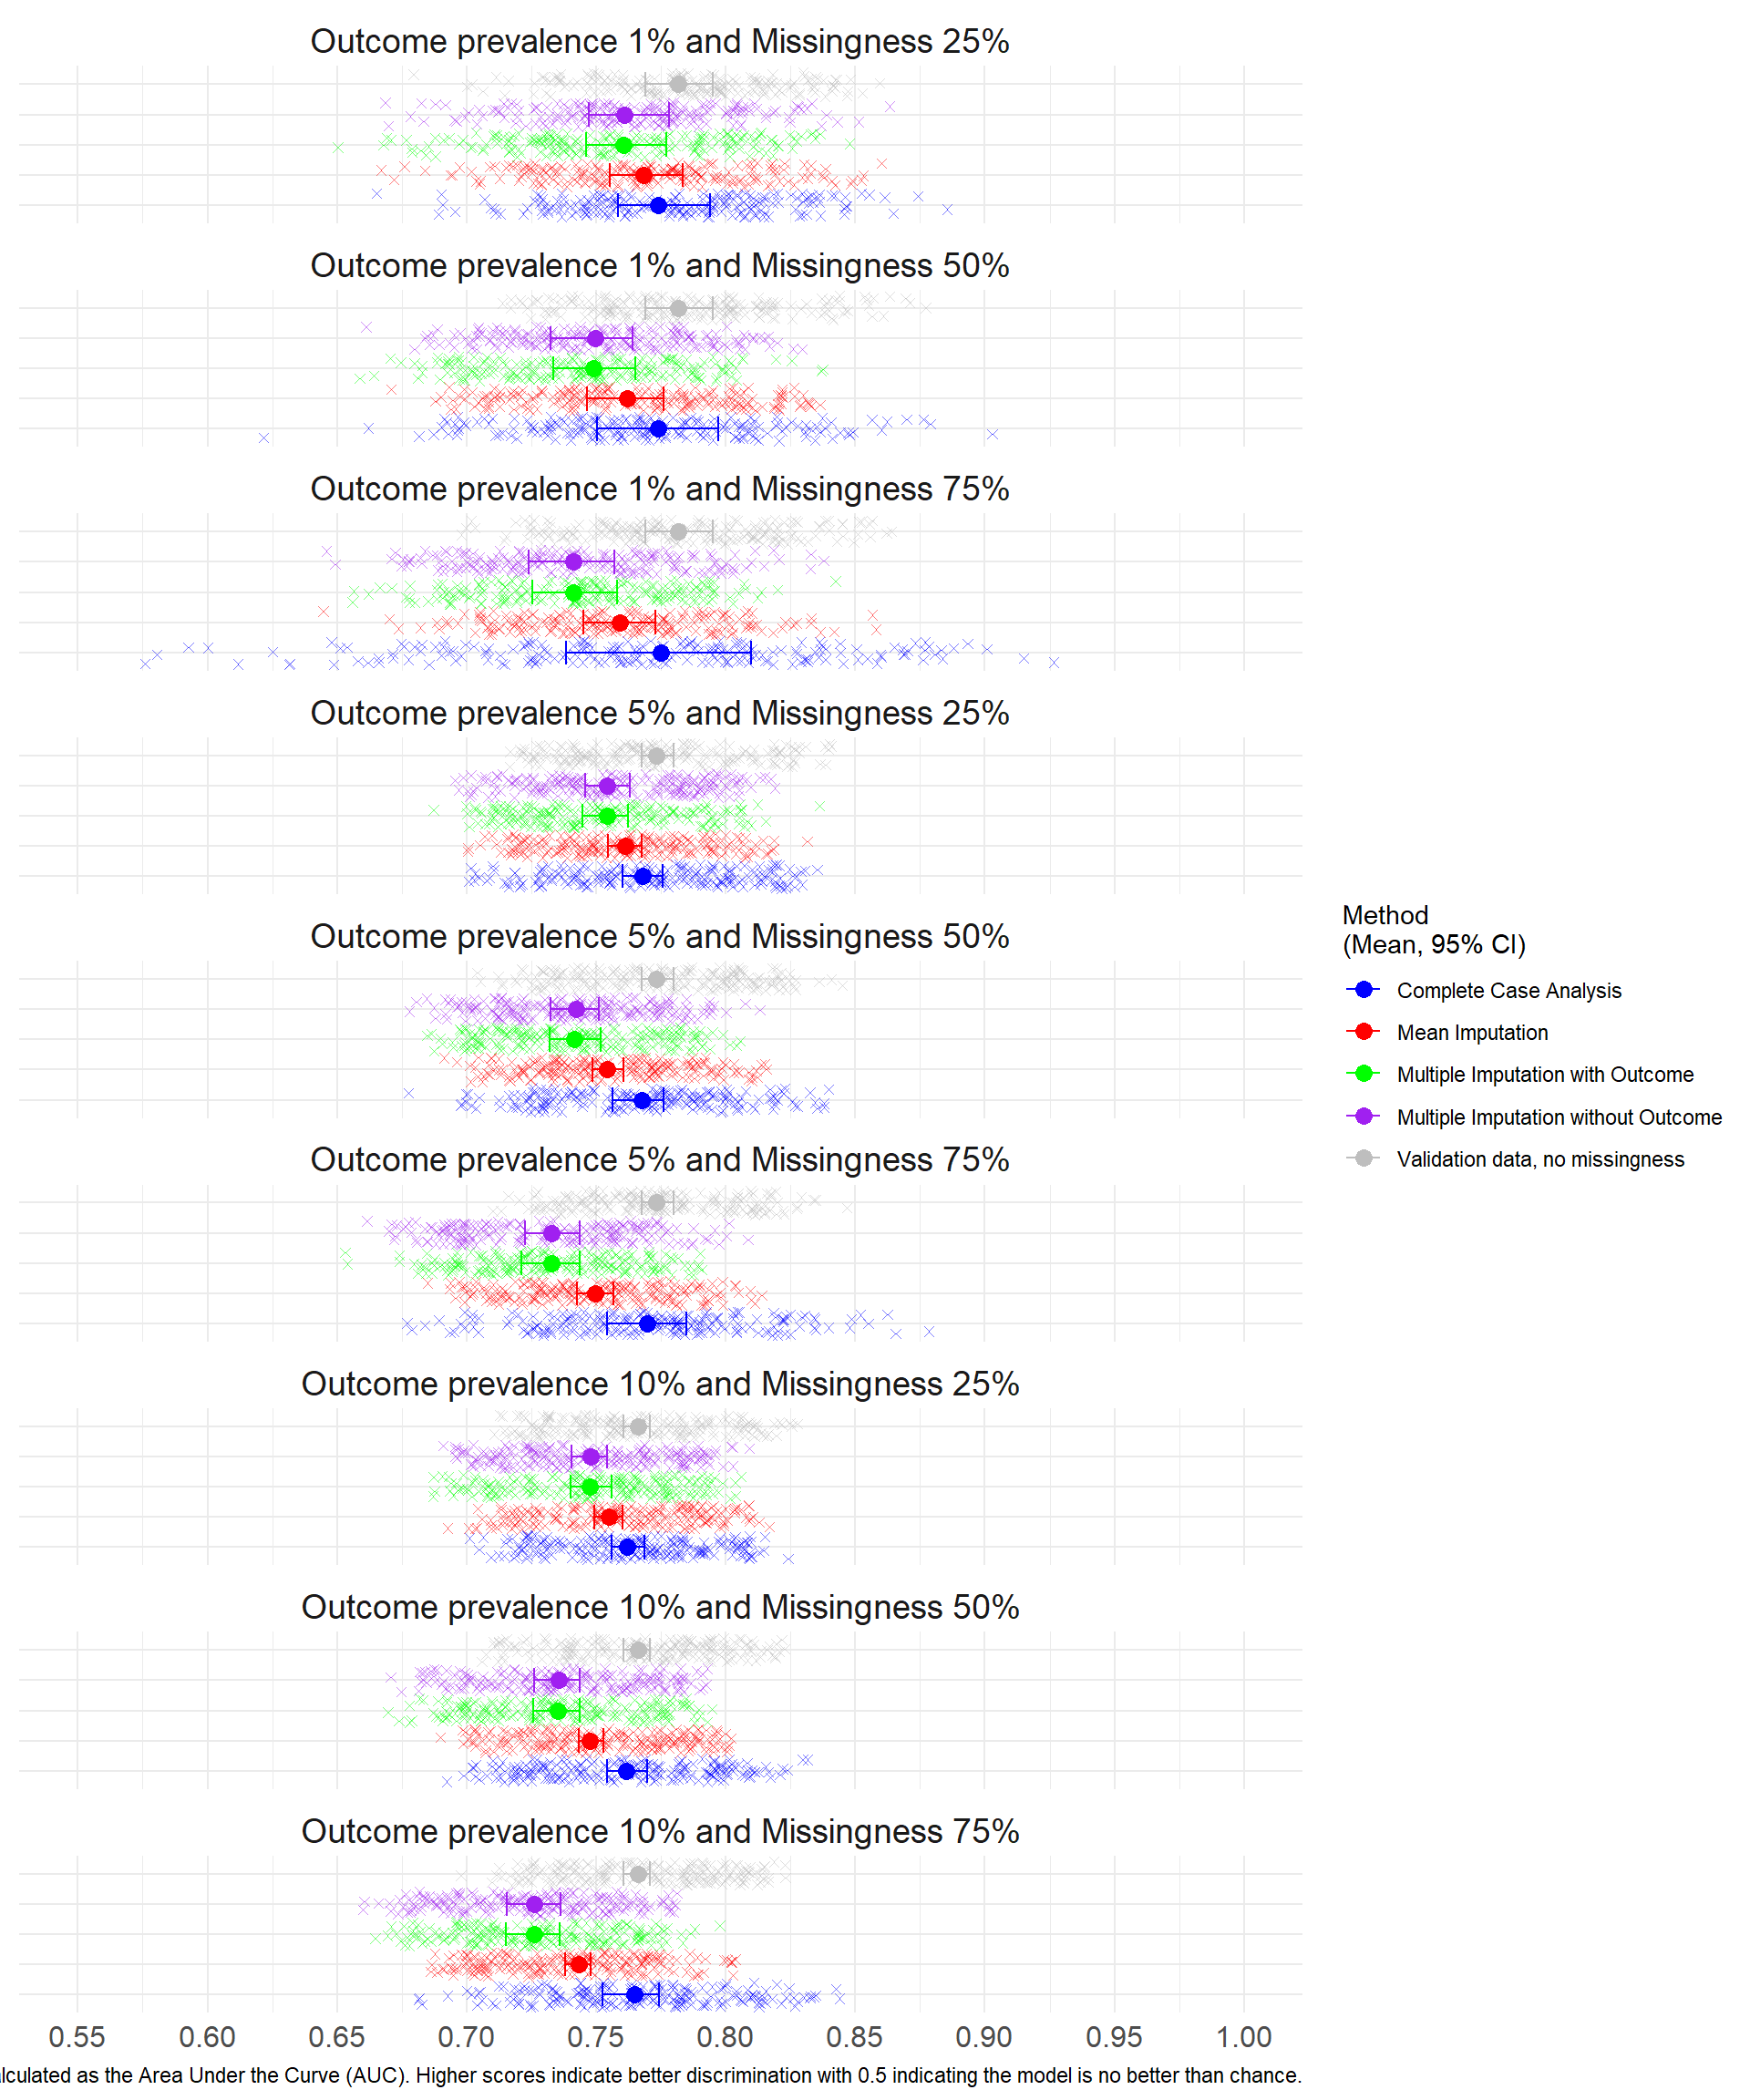 Outcome prevalence 1% and Missingness 25%
Outcome prevalence 1% and Missingness 50%
Outcome prevalence 1% and Missingness 75%
Outcome prevalence 5% and Missingness 25%
Outcome prevalence 5% and Missingness 50%
Outcome prevalence 5% and Missingness 75%
Outcome prevalence 10% and Missingness 25%
Outcome prevalence 10% and Missingness 50%
Outcome prevalence 10% and Missingness 75%
0.55 0.60 0.65 0.70 0.75 0.80 0.85 0.90 0.95 1.00
lculated as the Area Under the Curve (AUC). Higher scores indicate better discrimination with 0.5 indicating the model is no better than chance.
Method
(Mean, 95% CI)
Complete Case Analysis
Mean Imputation
Multiple Imputation with Outcome
Multiple Imputation without Outcome
Validation data, no missingness